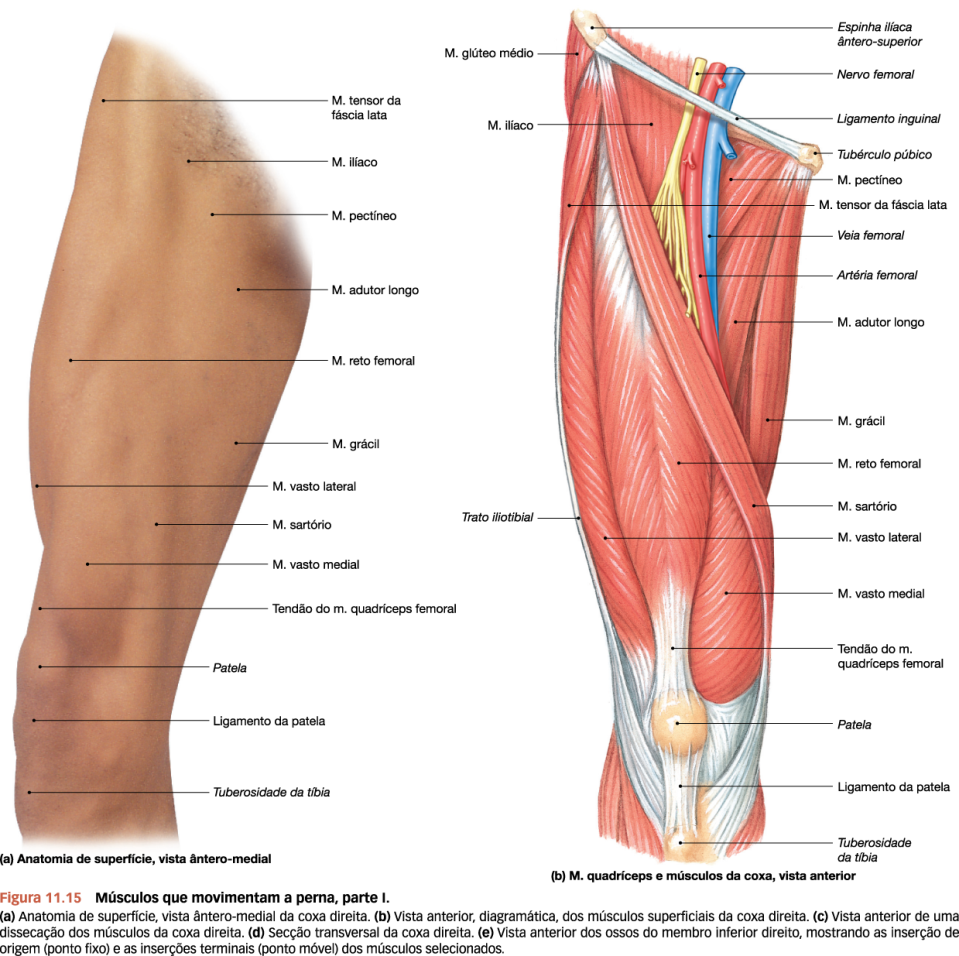 M. tensor da
fáscia lata
M. ilíaco
M. pectíneo
M. adutor longo
M. reto femoral
M. grácil
M. vasto lateral
M. sartório
M. vasto medial
Tendão do m. quadríceps femoral
Patela
Ligamento da patela
Tuberosidade da tíbia
(a) Anatomia de superfície, vista ântero-medial
M. glúteo médio
M. ilíaco
Trato iliotibial
Espinha ilíaca
ântero-superior
Nervo femoral
Ligamento inguinal
Tubérculo púbico
M. pectíneo
M. tensor da fáscia lata
Veia femoral
Artéria femoral
M. adutor longo
M. grácil
M. reto femoral
M. sartório
M. vasto lateral
M. vasto medial
Tendão do m.
quadríceps femoral
Patela
Ligamento da patela
Tuberosidade
da tíbia
(b) M. quadríceps e músculos da coxa, vista anterior
Figura 11.15 Músculos que movimentam a perna, parte I.
(a) Anatomia de superfície, vista ântero-medial da coxa direita. (b) Vista anterior, diagramática, dos músculos superficiais da coxa direita. (c) Vista anterior de uma
dissecação dos músculos da coxa direita. (d) Secção transversal da coxa direita. (e) Vista anterior dos ossos do membro inferior direito, mostrando as inserção de
origem (ponto fixo) e as inserções terminais (ponto móvel) dos músculos selecionados.